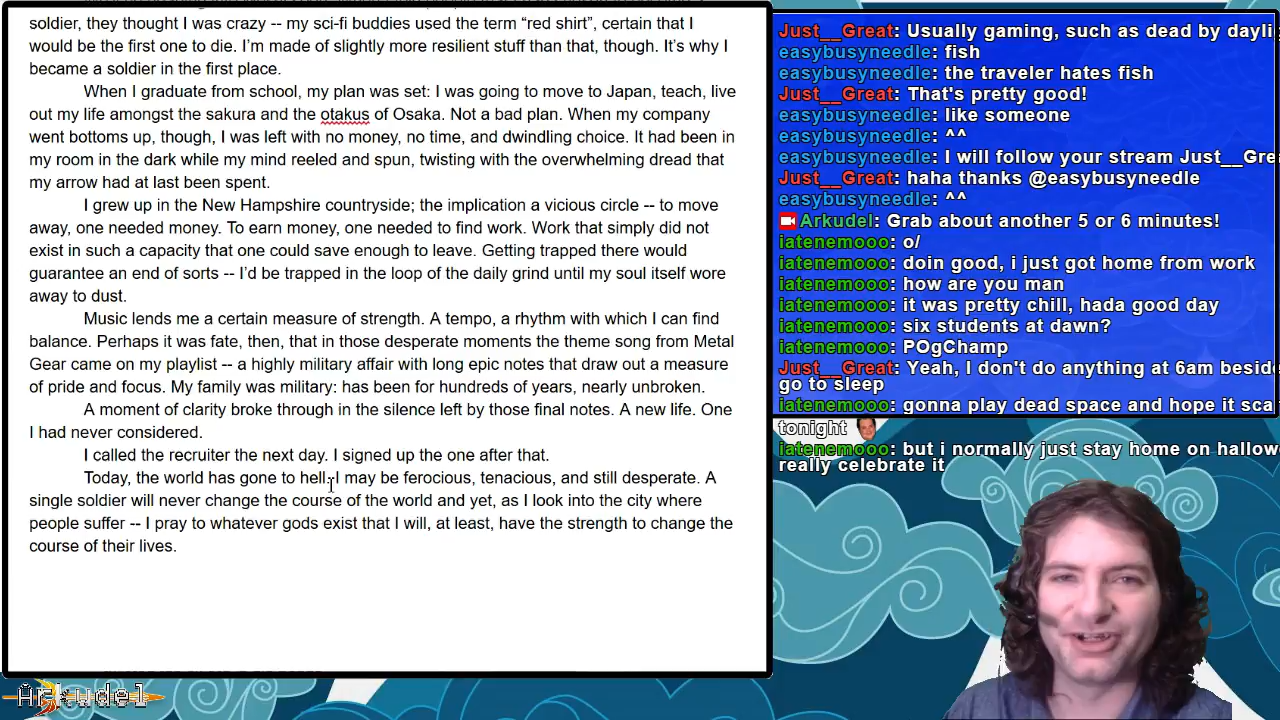 soldier, they thought I was crazy -- my sci-fi buddies used the term “red shirt”, certain that I
would be the first one to die. I’m made of slightly more resilient stuff than that, though. It’s why I
became a soldier in the first place.
When I graduate from school, my plan was set: I was going to move to Japan, teach, live
out my life amongst the sakura and the otakus of Osaka. Not a bad plan. When my company
went bottoms up, though, I was left with no money, no time, and dwindling choice. It had been in
my room in the dark while my mind reeled and spun, twisting with the overwhelming dread that
my arrow had at last been spent.
I grew up in the New Hampshire countryside; the implication a vicious circle -- to move
away, one needed money. To earn money, one needed to find work. Work that simply did not
exist in such a capacity that one could save enough to leave. Getting trapped there would
guarantee an end of sorts -- I’d be trapped in the loop of the daily grind until my soul itself wore
away to dust.
Music lends me a certain measure of strength. A tempo, a rhythm with which I can find
balance. Perhaps it was fate, then, that in those desperate moments the theme song from Metal
Gear came on my playlist -- a highly military affair with long epic notes that draw out a measure
of pride and focus. My family was military: has been for hundreds of years, nearly unbroken.
A moment of clarity broke through in the silence left by those final notes. A new life. One
I had never considered.
I called the recruiter the next day. I signed up the one after that.
Today, the world has gone to hell. I may be ferocious, tenacious, and still desperate. A
single soldier will never change the course of the world and yet, as I look into the city where
people suffer -- I pray to whatever gods exist that I will, at least, have the strength to change the
course of their lives.
Just__Great: Usually gaming, such as dead by dayli
easybusyneedle: fish
easybusyneedle: the traveler hates fish
Just__Great: That's pretty good!
easybusyneedle: like someone
easybusyneedle: ^^
easybusyneedle: I will follow your stream Just__Gre
Just__Great: haha thanks @easybusyneedle
easybusyneedle: ^^
Arkudel: Grab about another 5 or 6 minutes!
iatenemooo: o/
iatenemooo: doin good, i just got home from work
iatenemooo: how are you man
iatenemooo: it was pretty chill, hada good day
iatenemooo: six students at dawn?
iatenemooo: POgChamp
Just__Great: Yeah, I don't do anything at 6am besid
go to sleep
iatenemooo: gonna play dead space and hope it sca
tonight
iatenemooo: but i normally just stay home on hallow
really celebrate it
Arkudel